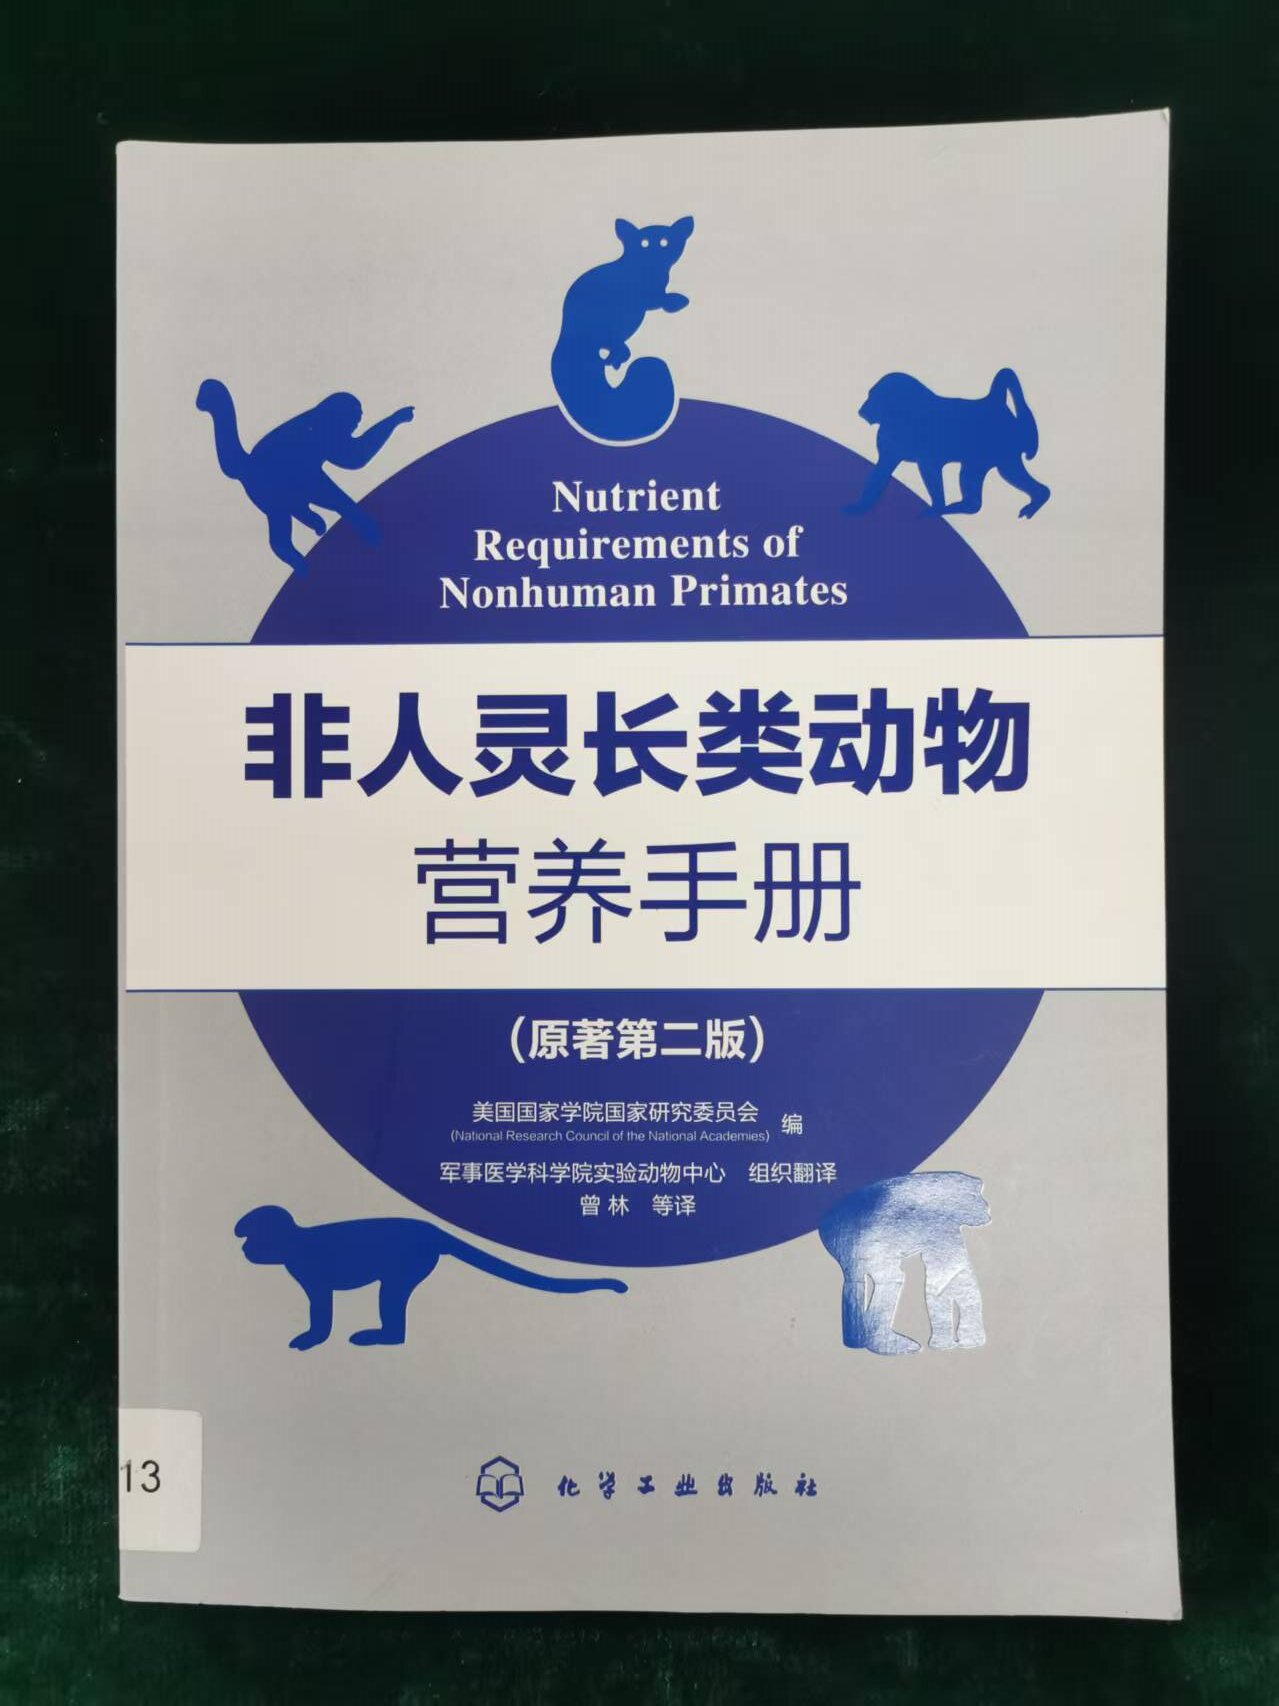 Nutrient
Requirements of
Nonhuman Primates
非人灵长类动物
营养手册
(原著第二版)
美国国家学院国家研究委员会 编
(National Research Council of the National Academies)
军事医学科学院实验动物中心 组织翻译
曾林 等译
13
化学工业出版社